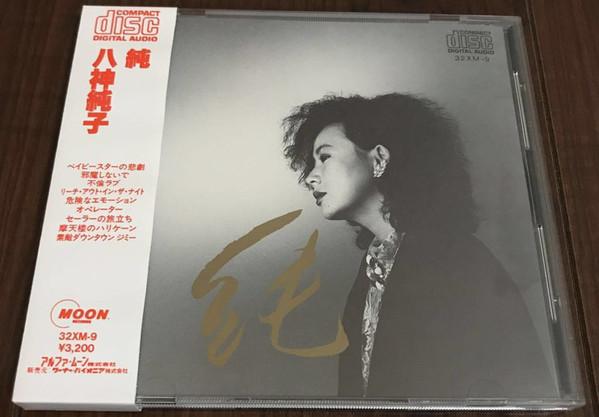 COMPACT
disc
DIGITAL AUDIO
純
八神純子
ベイビースターの悲劇
邪魔しないで
不倫ラブ
リーチ・アウト・イン・ザ・ナイト
危険なエモーション
オペレーター
セーラーの旅立ち
摩天楼のハリケーン
素敵ダウンタウン ジミー
MOON
32XM-9
¥3,200
アルファ・ムーン株式会社
販売元 ワーナー・パイオニア株式会社
COMPACT
disc
DIGITAL AUDIO
32XM-9
純